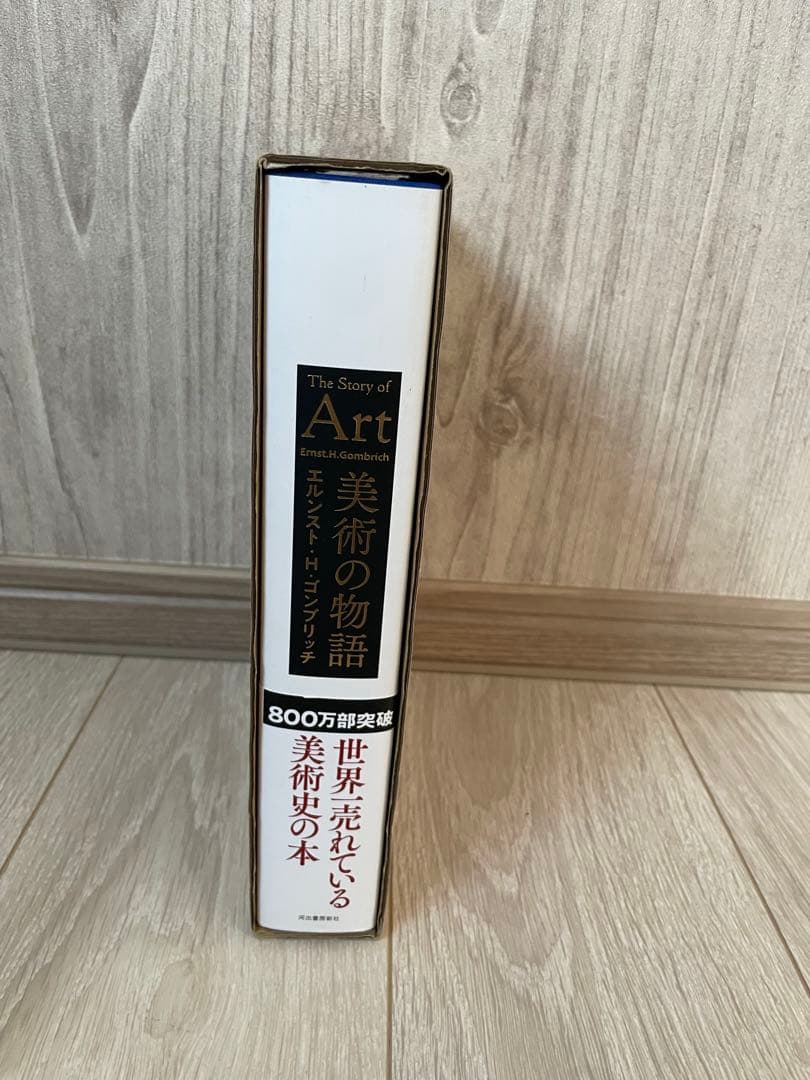 The Story of
Art
Ernst.H.Gombrich
美術の物語
エルンスト・H・ゴンブリッチ
800万部突破
世界一売れている
美術史の本
河出書房新社